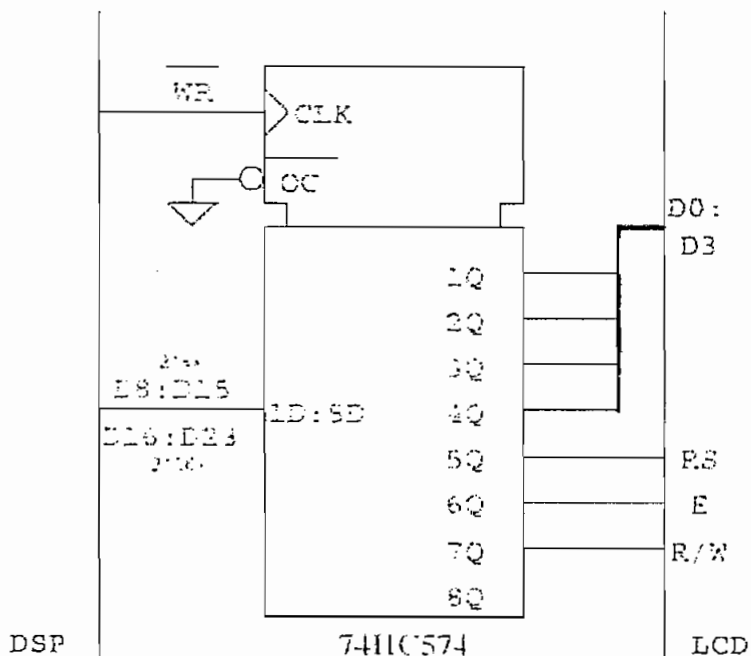 WR
CLK
OC
D0:
D3
1Q
2Q
3Q
D8:D15
4Q
1D:8D
D16:D23
5Q
RS
6Q
E
7Q
R/W
8Q
DSP
74HC574
LCD